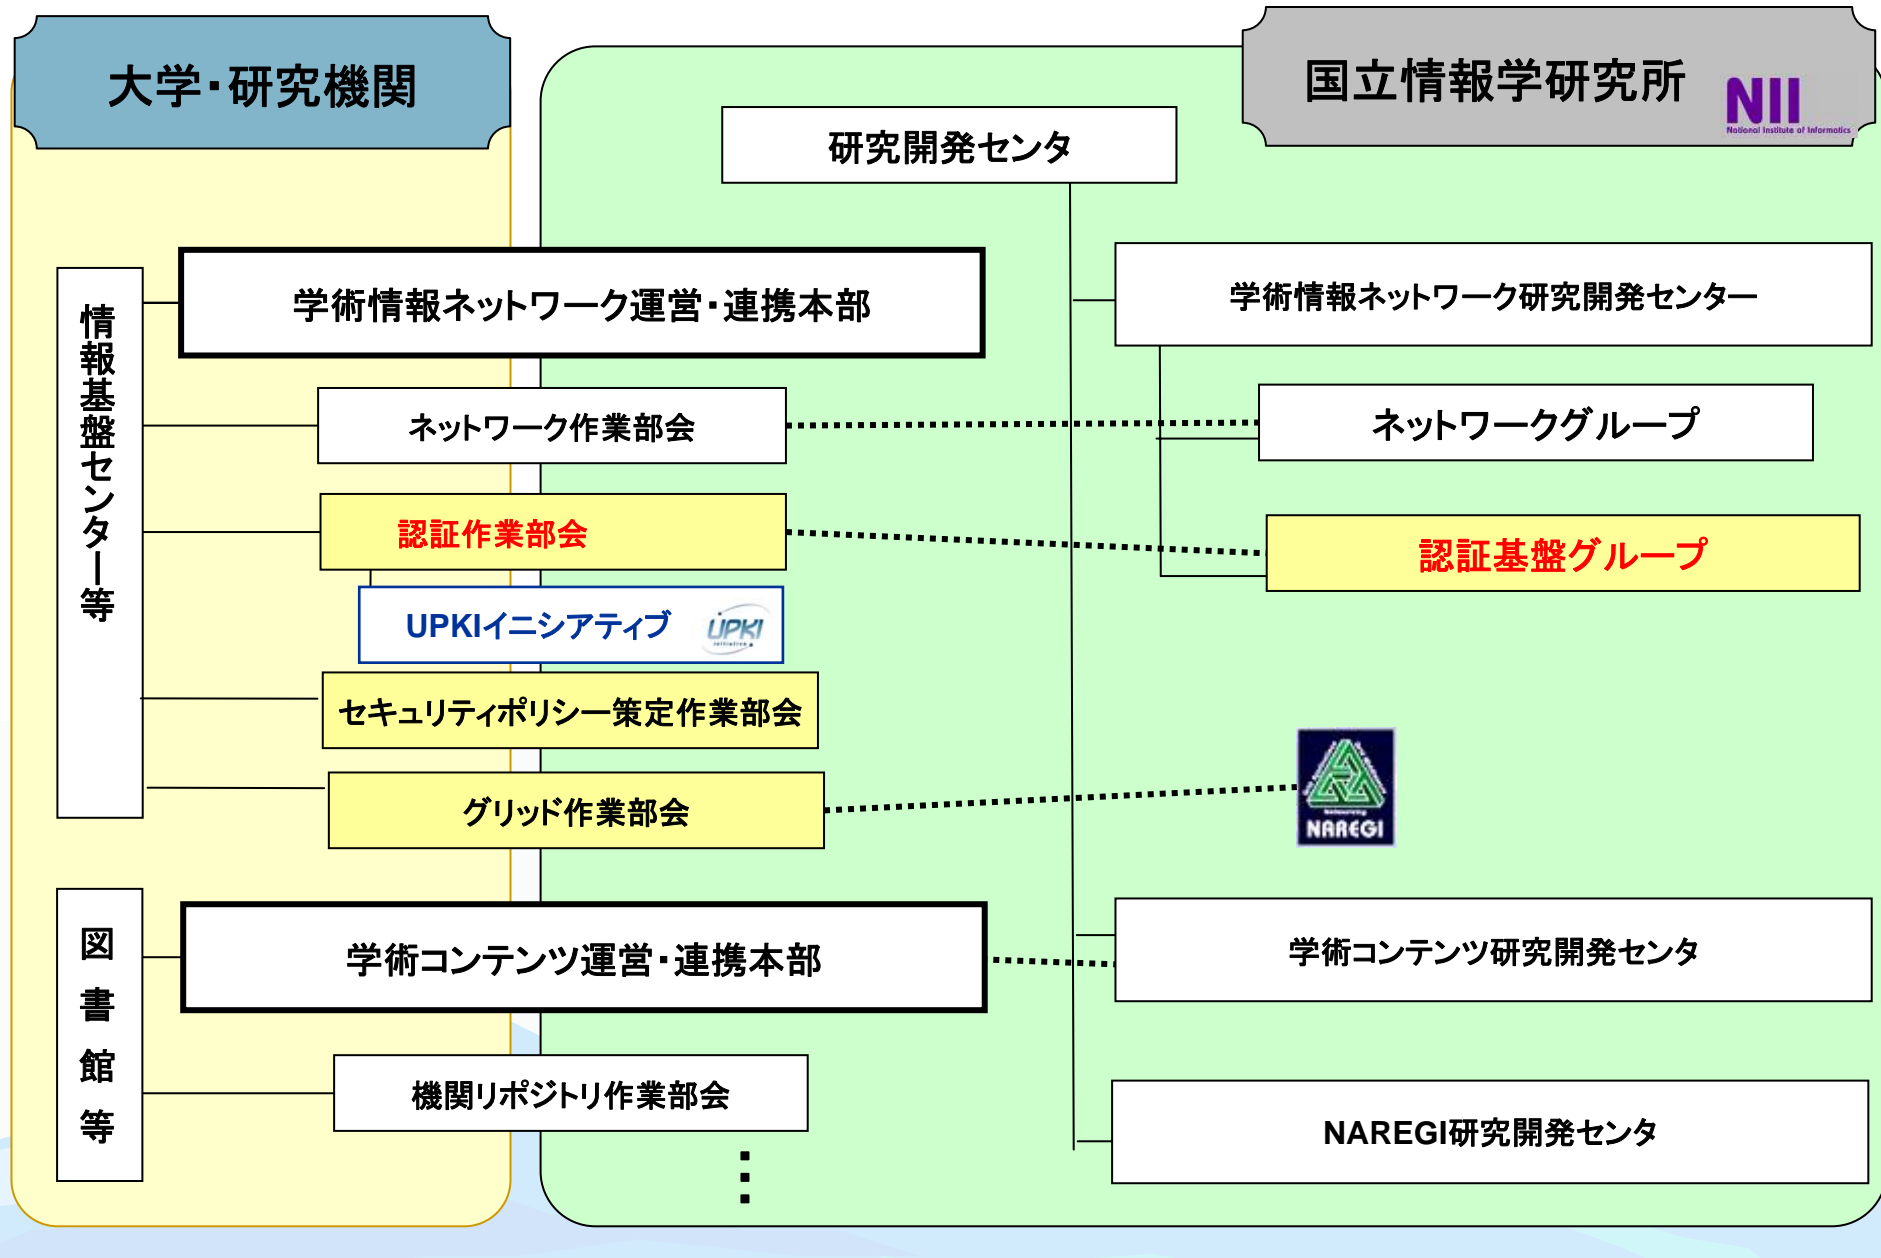 大学・研究機関
国立情報学研究所
NII
National Institute of Informatics
研究開発センタ
情報基盤センター等
学術情報ネットワーク運営・連携本部
学術情報ネットワーク研究開発センター
ネットワーク作業部会
ネットワークグループ
認証作業部会
認証基盤グループ
UPKIイニシアティブ
UPKI
initiative
セキュリティポリシー策定作業部会
グリッド作業部会
NAREGI
図書館等
学術コンテンツ運営・連携本部
学術コンテンツ研究開発センタ
機関リポジトリ作業部会
NAREGI研究開発センタ